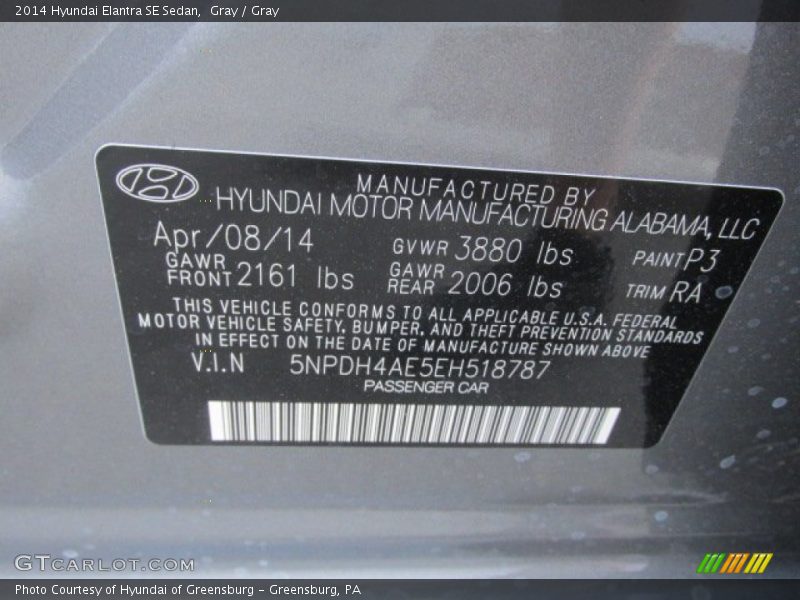 2014 Hyundai Elantra SE Sedan,  Gray / Gray
MANUFACTURED BY
HYUNDAI MOTOR MANUFACTURING ALABAMA, LLC
Apr/08/14 GVWR 3880 lbs PAINT P3
GAWR FRONT 2161 lbs GAWR REAR 2006 lbs TRIM RA
THIS VEHICLE CONFORMS TO ALL APPLICABLE U.S.A. FEDERAL
MOTOR VEHICLE SAFETY, BUMPER, AND THEFT PREVENTION STANDARDS
IN EFFECT ON THE DATE OF MANUFACTURE SHOWN ABOVE
V.I.N 5NPDH4AE5EH518787
PASSENGER CAR
GTCARLOT.COM
Photo Courtesy of Hyundai of Greensburg – Greensburg, PA